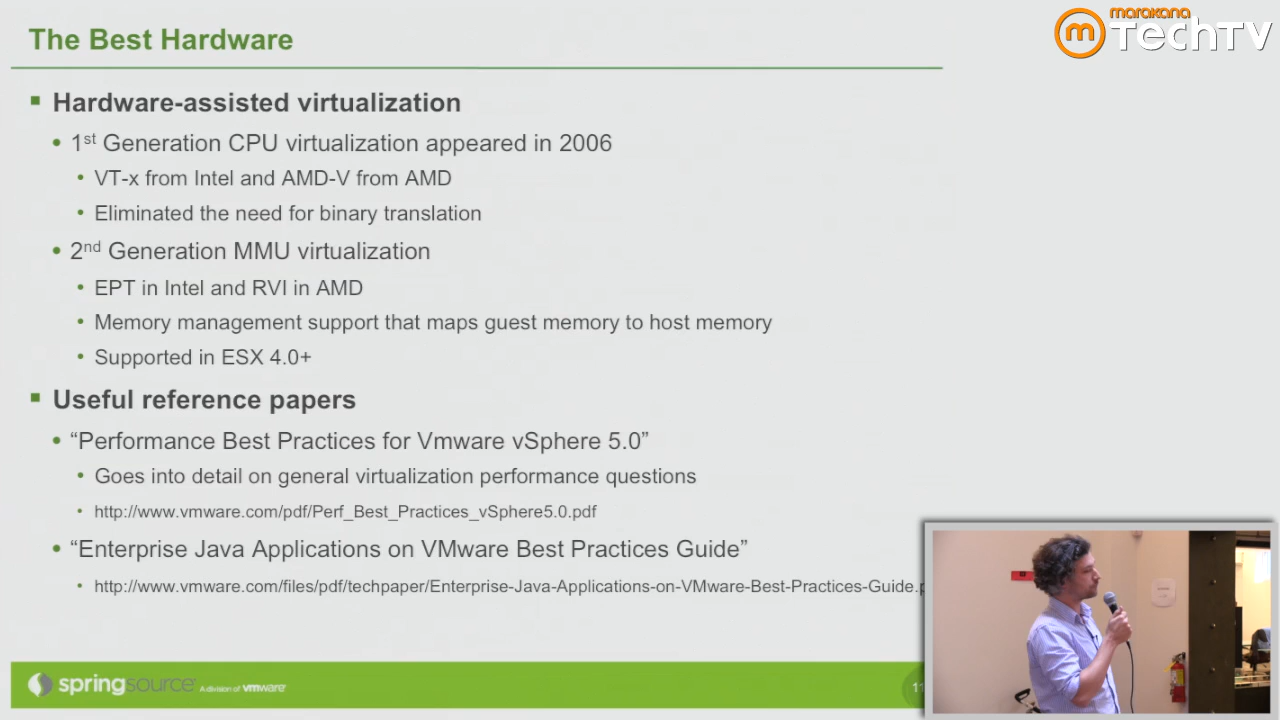 The Best Hardware
marakana
m TechTV
Hardware-assisted virtualization
1st Generation CPU virtualization appeared in 2006
VT-x from Intel and AMD-V from AMD
Eliminated the need for binary translation
2nd Generation MMU virtualization
EPT in Intel and RVI in AMD
Memory management support that maps guest memory to host memory
Supported in ESX 4.0+
Useful reference papers
“Performance Best Practices for Vmware vSphere 5.0”
Goes into detail on general virtualization performance questions
http://www.vmware.com/pdf/Perf_Best_Practices_vSphere5.0.pdf
“Enterprise Java Applications on VMware Best Practices Guide”
http://www.vmware.com/files/pdf/techpaper/Enterprise-Java-Applications-on-VMware-Best-Practices-Guide.p
springsource A division of vmware
11